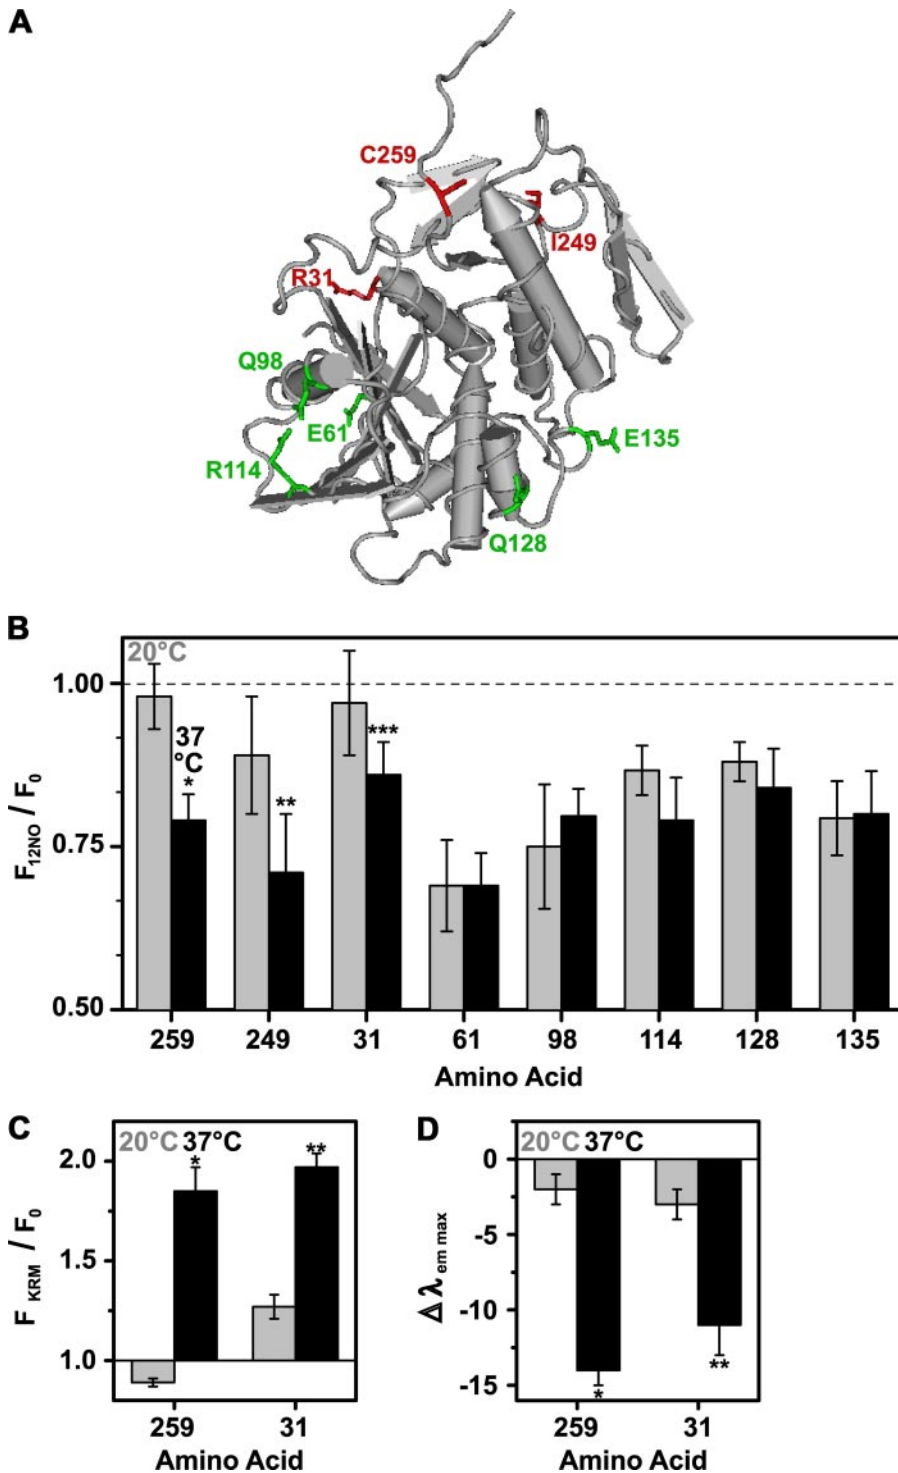 A
C259
I249
R31
Q98
E61
E135
R114
Q128
B
20°C
1.00
37
°C
*
**
***
F12NO / F0
0.75
0.50
259 249 31 61 98 114 128 135
Amino Acid
C
20°C 37°C
*
**
2.0
F KRM / F0
1.5
1.0
259 31
Amino Acid
D
20°C 37°C
0
-5
Δ λ em max
-10
-15
*
**
259 31
Amino Acid